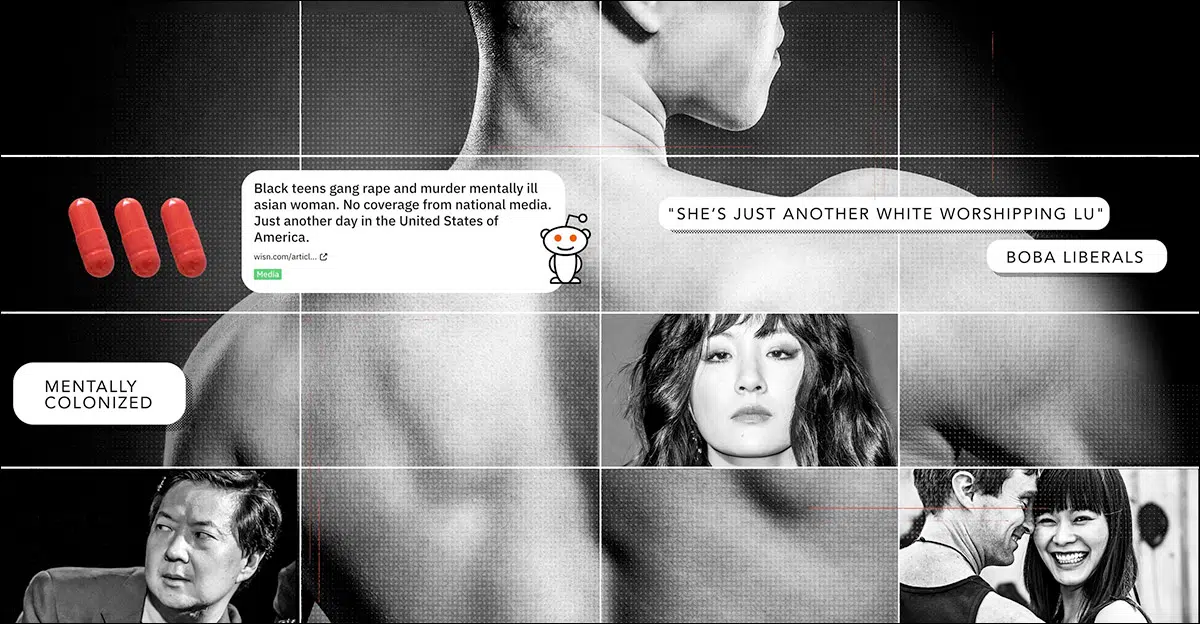 Black teens gang rape and murder mentally ill
asian woman. No coverage from national media.
Just another day in the United States of
America.
wisn.com/articl...
Media
"SHE'S JUST ANOTHER WHITE WORSHIPPING LU"
BOBA LIBERALS
MENTALLY
COLONIZED